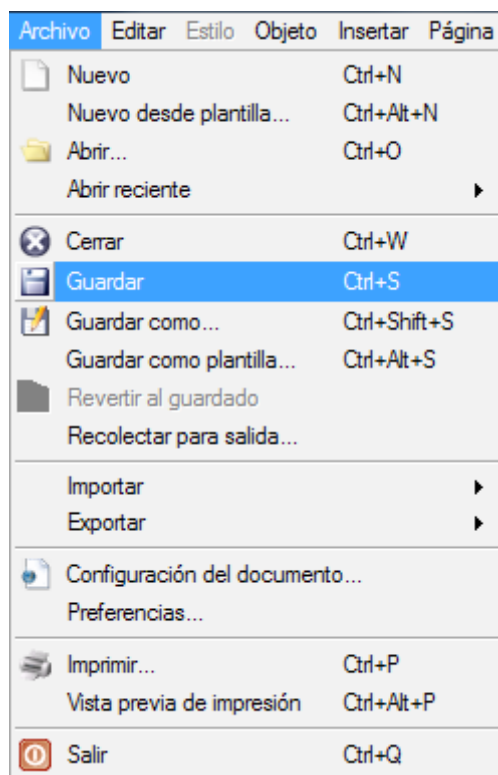 Archivo Editar Estilo Objeto Insertar Página
Nuevo Ctrl+N
Nuevo desde plantilla... Ctrl+Alt+N
Abrir... Ctrl+O
Abrir reciente
Cerrar Ctrl+W
Guardar Ctrl+S
Guardar como... Ctrl+Shift+S
Guardar como plantilla... Ctrl+Alt+S
Revertir al guardado
Recolectar para salida...
Importar
Exportar
Configuración del documento...
Preferencias...
Imprimir... Ctrl+P
Vista previa de impresión Ctrl+Alt+P
Salir Ctrl+Q